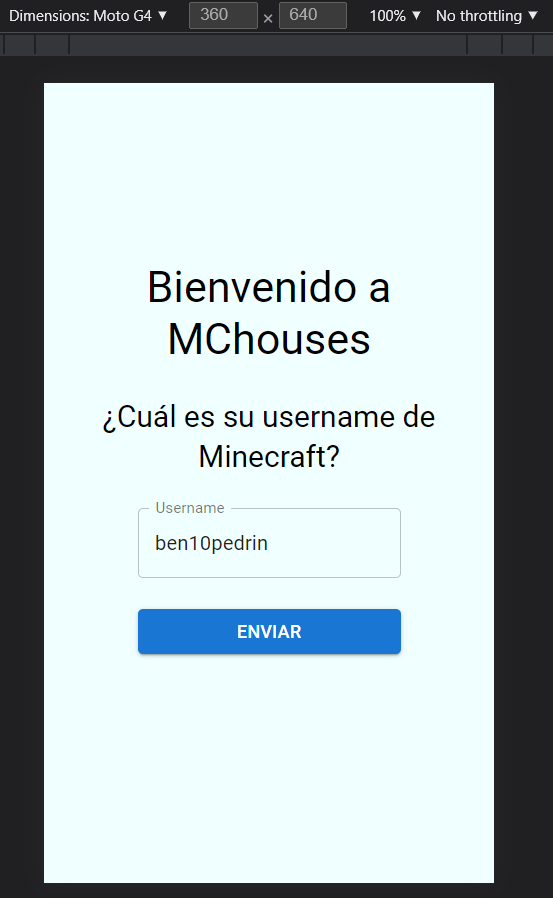 Dimensions: Moto G4 ▼ 360 × 640 100% ▼ No throttling ▼
Bienvenido a
MChouses
¿Cuál es su username de
Minecraft?
Username
ben10pedrin
ENVIAR